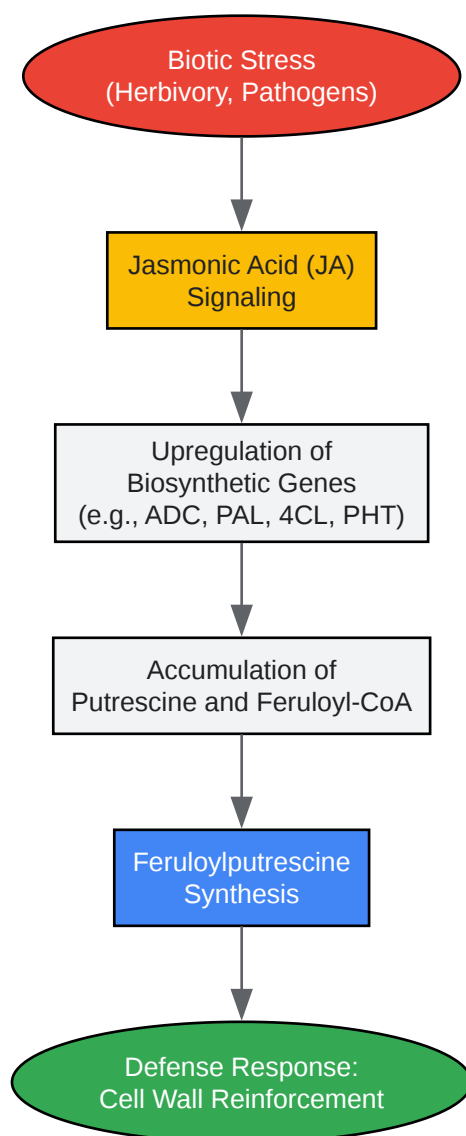 Biotic Stress
(Herbivory, Pathogens)
Jasmonic Acid (JA)
Signaling
Upregulation of
Biosynthetic Genes
(e.g., ADC, PAL, 4CL, PHT)
Accumulation of
Putrescine and Feruloyl-CoA
Feruloylputrescine
Synthesis
Defense Response:
Cell Wall Reinforcement